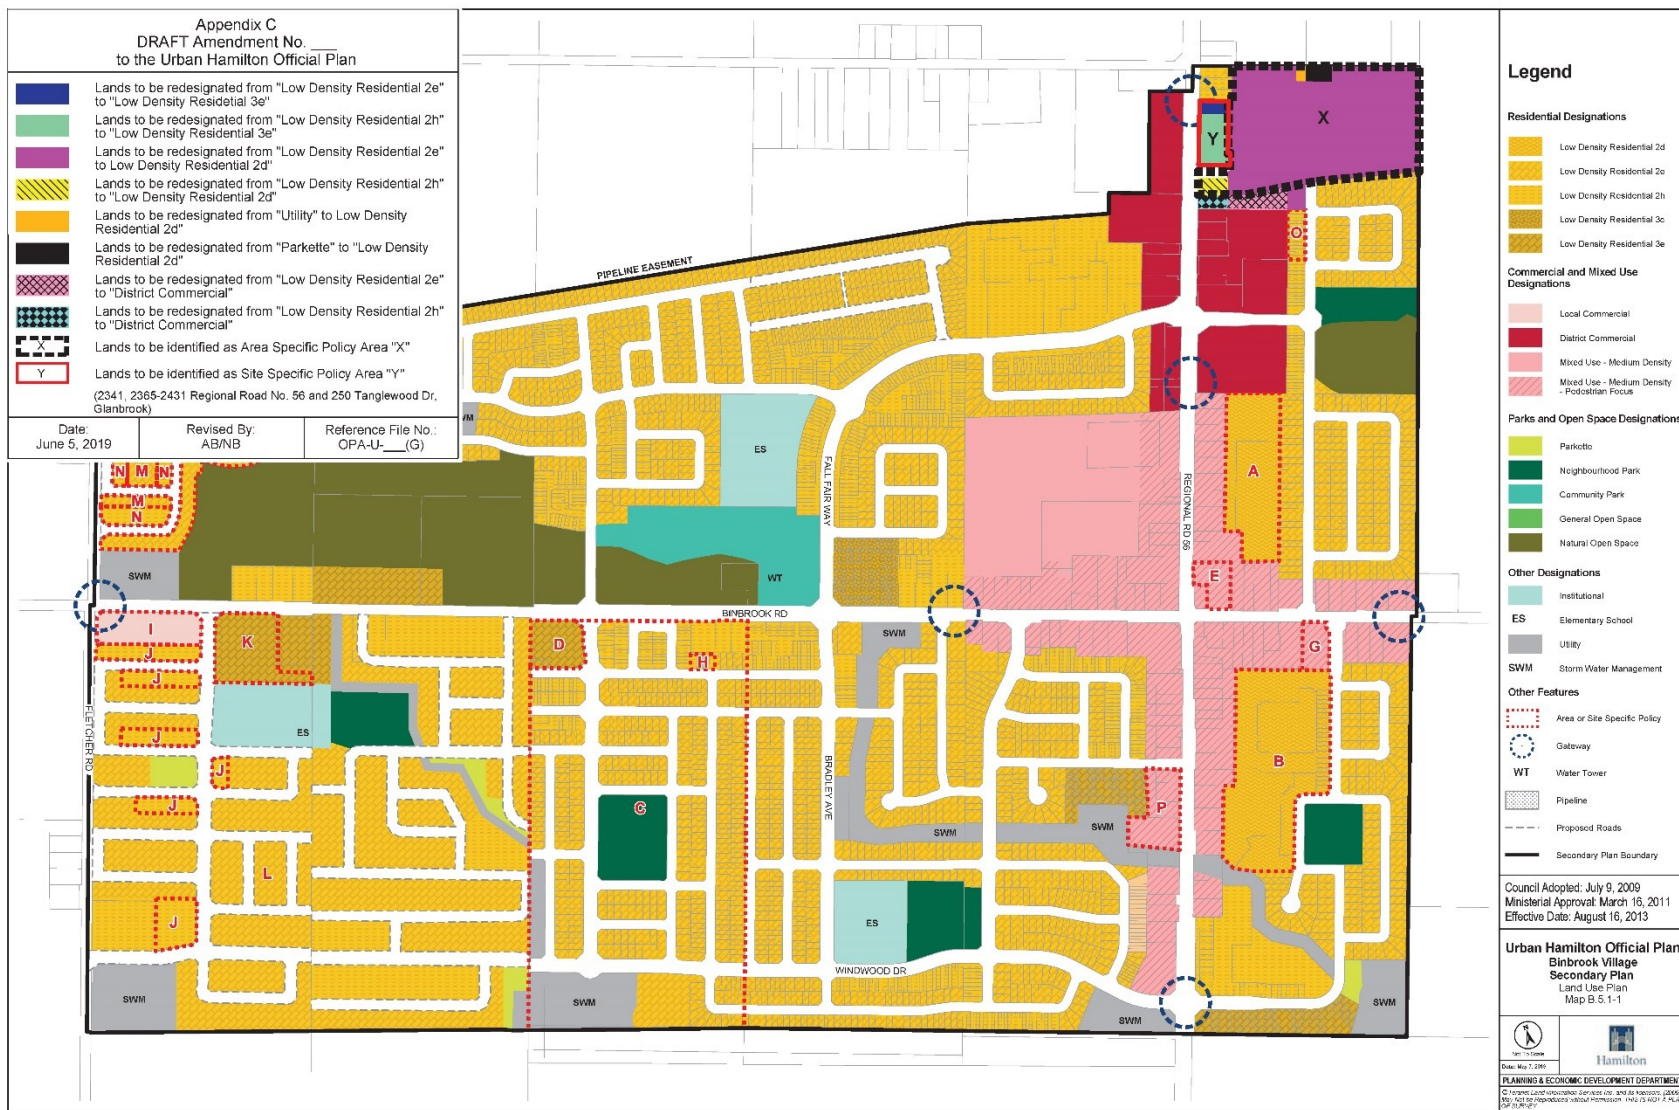 Appendix C
DRAFT Amendment No. ___
to the Urban Hamilton Official Plan
Lands to be redesignated from "Low Density Residential 2e"
to "Low Density Residetial 3e"
Lands to be redesignated from "Low Density Residential 2h"
to "Low Density Residential 3e"
Lands to be redesignated from "Low Density Residential 2e"
to Low Density Residential 2d"
Lands to be redesignated from "Low Density Residential 2h"
to "Low Density Residential 2d"
Lands to be redesignated from "Utility" to Low Density
Residential 2d"
Lands to be redesignated from "Parkette" to "Low Density
Residential 2d"
Lands to be redesignated from "Low Density Residential 2e"
to "District Commercial"
Lands to be redesignated from "Low Density Residential 2h"
to "District Commercial"
X
Lands to be identified as Area Specific Policy Area "X"
Y
Lands to be identified as Site Specific Policy Area "Y"
(2341, 2365-2431 Regional Road No. 56 and 250 Tanglewood Dr,
Glanbrook)
Date:
June 5, 2019
Revised By:
AB/NB
Reference File No.:
OPA-U-___(G)
X
Y
O
PIPELINE EASEMENT
ES
FALL FAIR WAY
REGIONAL RD 56
A
N M N
M
N
SWM
WT
E
BINBROOK RD
I
J
K
D
H
SWM
G
J
J
ES
FLETCHER RD
J
J
C
BRADLEY AVE
B
P
SWM
SWM
L
J
ES
WINDWOOD DR
SWM
SWM
SWM
SWM
Legend
Residential Designations
Low Density Residential 2d
Low Density Residential 2e
Low Density Residential 2h
Low Density Residential 3c
Low Density Residential 3e
Commercial and Mixed Use
Designations
Local Commercial
District Commercial
Mixed Use - Medium Density
Mixed Use - Medium Density
- Pedestrian Focus
Parks and Open Space Designations
Parkette
Neighbourhood Park
Community Park
General Open Space
Natural Open Space
Other Designations
Institutional
ES Elementary School
Utility
SWM Storm Water Management
Other Features
Area or Site Specific Policy
Gateway
WT Water Tower
Pipeline
Proposed Roads
Secondary Plan Boundary
Council Adopted: July 9, 2009
Ministerial Approval: March 16, 2011
Effective Date: August 16, 2013
Urban Hamilton Official Plan
Binbrook Village
Secondary Plan
Land Use Plan
Map B.5.1-1
Not To Scale
Date: May 7, 2019
Hamilton
PLANNING & ECONOMIC DEVELOPMENT DEPARTMENT